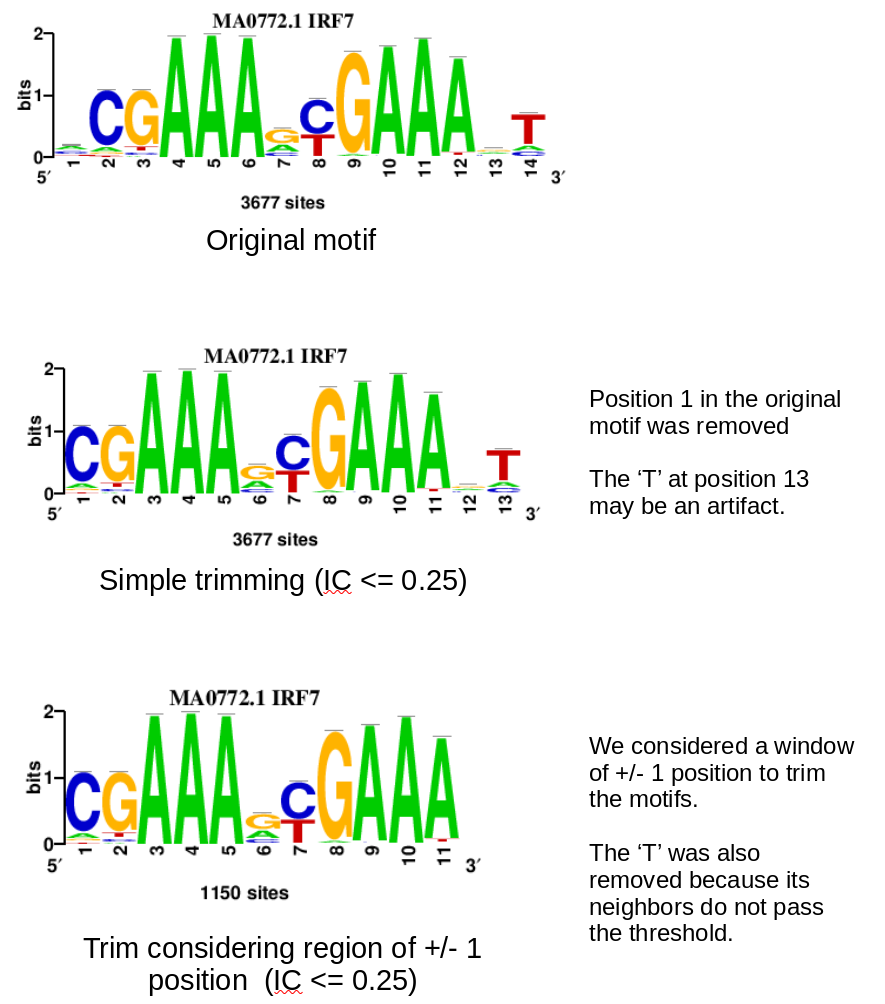 MA0772.1 IRF7
2
1
0
bits
C G A A A G C T G A A A T
1 2 3 4 5 6 7 8 9 10 11 12 13 14
5′ 3′
3677 sites
Original motif
MA0772.1 IRF7
2
1
0
bits
C G A A A G C T G A A A T
1 2 3 4 5 6 7 8 9 10 11 12 13
5′ 3′
3677 sites
Simple trimming (IC <= 0.25)
Position 1 in the original
motif was removed
The ‘T’ at position 13
may be an artifact.
MA0772.1 IRF7
2
1
0
bits
C G A A A G A C T G A A A
1 2 3 4 5 6 7 8 9 10 11
5′ 3′
1150 sites
Trim considering region of +/- 1
position (IC <= 0.25)
We considered a window
of +/- 1 position to trim
the motifs.
The ‘T’ was also
removed because its
neighbors do not pass
the threshold.